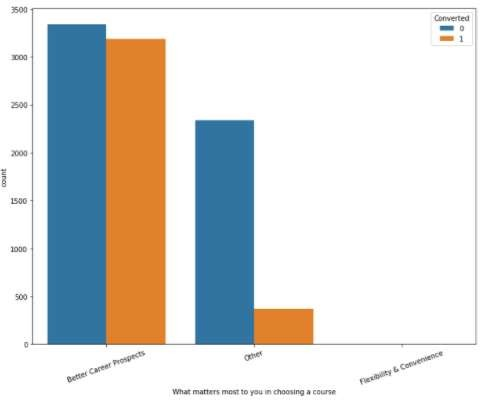 3500
3000
2500
2000
1500
1000
500
0
count
Converted
0
1
Better Career Prospects
Other
Flexibility & Convenience
What matters most to you in choosing a course